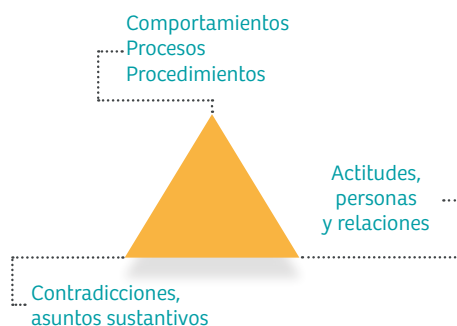 Comportamientos
Procesos
Procedimientos
Actitudes,
personas
y relaciones
Contradicciones,
asuntos sustantivos